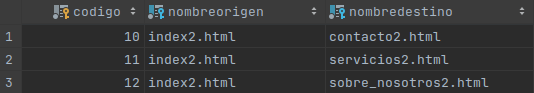 codigo nombreorigen nombredestino
1 10 index2.html contacto2.html
2 11 index2.html servicios2.html
3 12 index2.html sobre_nosotros2.html